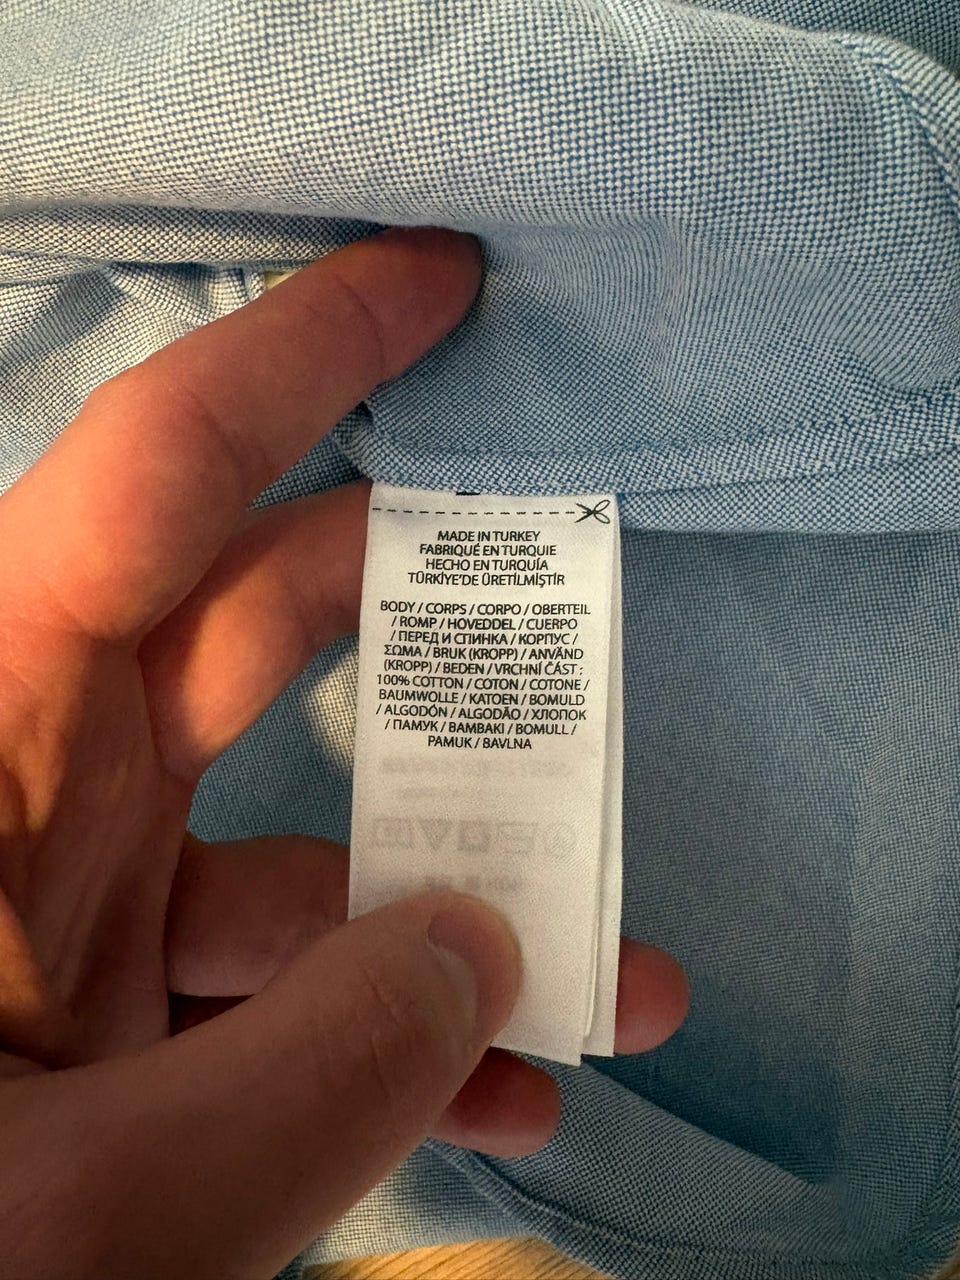 MADE IN TURKEY
FABRIQUÉ EN TURQUIE
HECHO EN TURQUÍA
TÜRKİYE'DE ÜRETİLMİŞTİR
BODY / CORPS / CORPO / OBERTEIL
/ ROMP / HOVEDDEL / CUERPO
/ ПЕРЕД И СПИНКА / КОРПУС /
ΣΩΜΑ / BRUK (KROPP) / ANVÄND
(KROPP) / BEDEN / VRCHNÍ ČÁST :
100% COTTON / COTON / COTONE /
BAUMWOLLE / KATOEN / BOMULD
/ ALGODÓN / ALGODÃO / ХЛОПОК
/ ПАМУК / ΒΑΜΒΑΚΙ / BOMULL /
PAMUK / BAVLNA